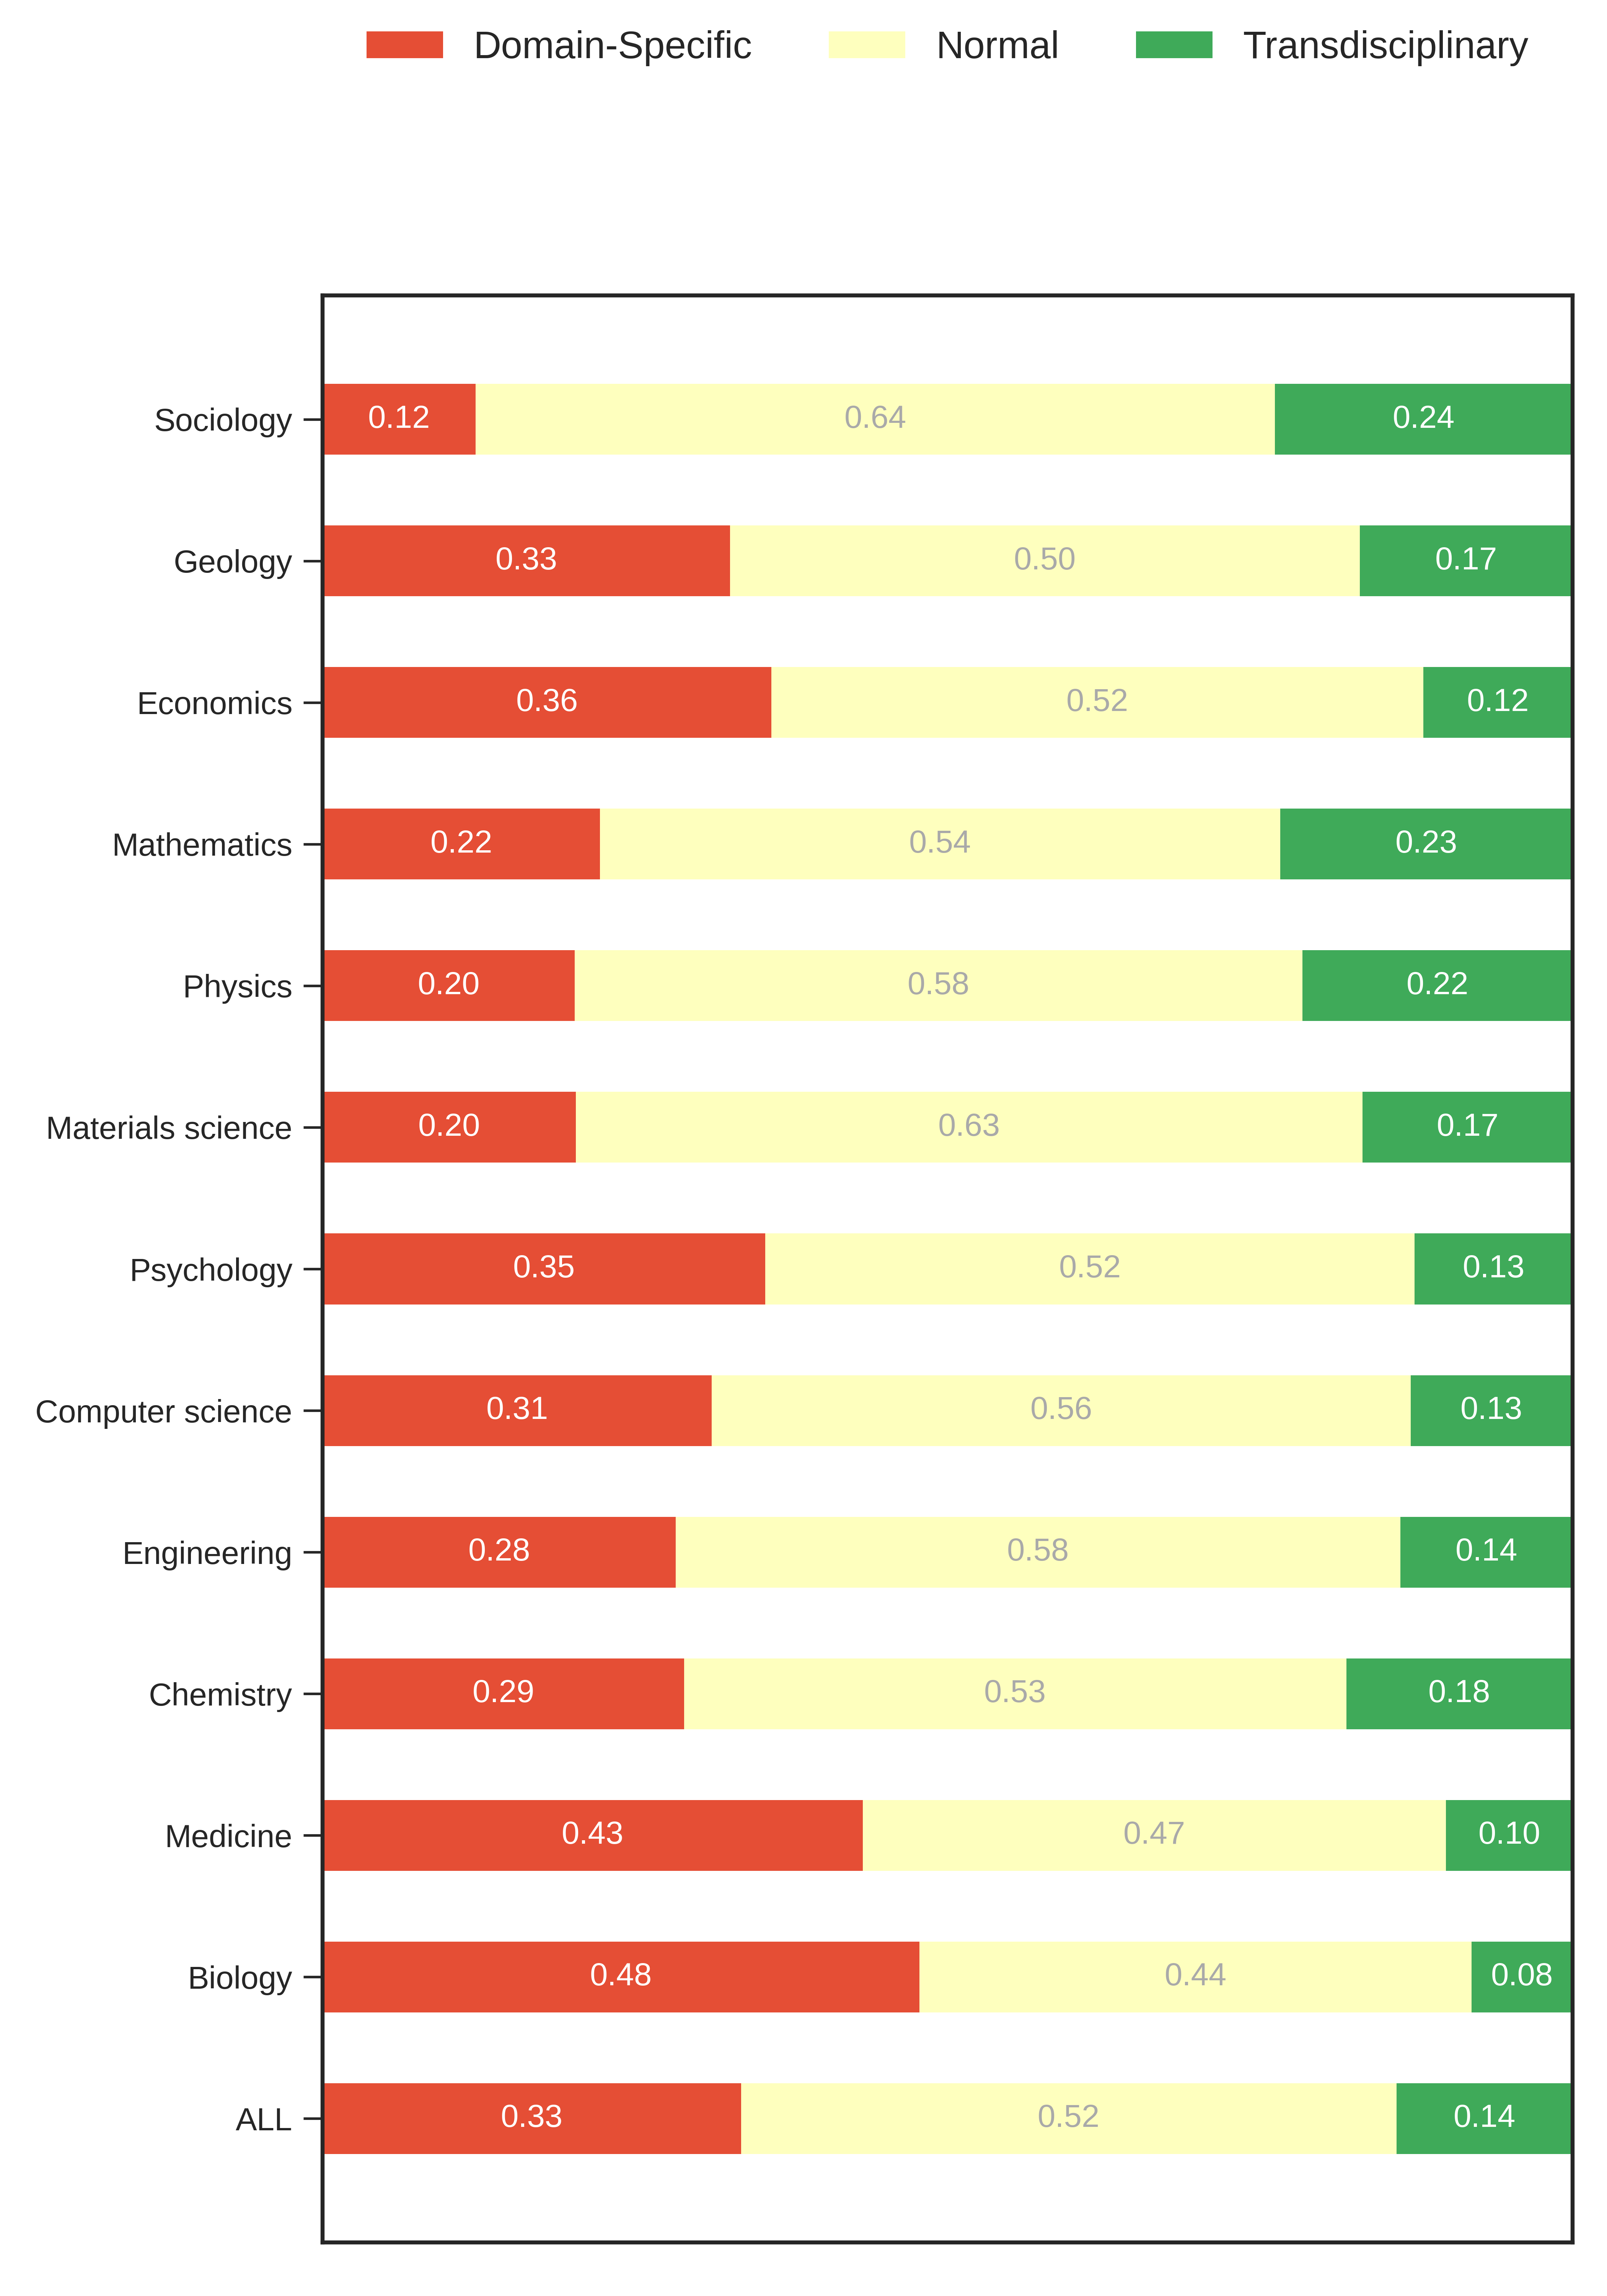 Domain-Specific Normal Transdisciplinary
Sociology 0.12 0.64 0.24
Geology 0.33 0.50 0.17
Economics 0.36 0.52 0.12
Mathematics 0.22 0.54 0.23
Physics 0.20 0.58 0.22
Materials science 0.20 0.63 0.17
Psychology 0.35 0.52 0.13
Computer science 0.31 0.56 0.13
Engineering 0.28 0.58 0.14
Chemistry 0.29 0.53 0.18
Medicine 0.43 0.47 0.10
Biology 0.48 0.44 0.08
ALL 0.33 0.52 0.14